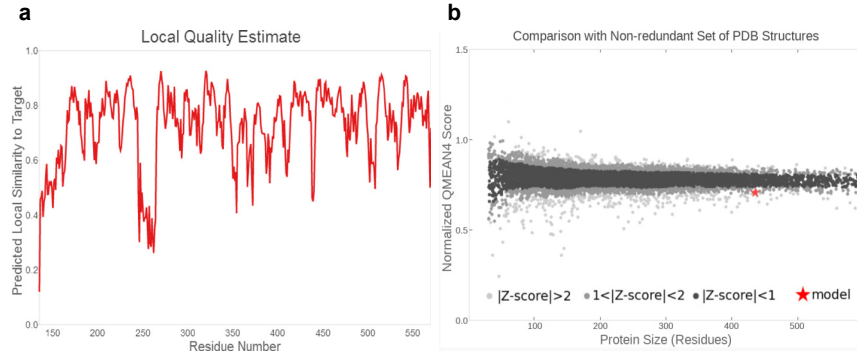 a
Local Quality Estimate
Predicted Local Similarity to Target
1.0
0.8
0.6
0.4
0.2
0.0
150 200 250 300 350 400 450 500 550
Residue Number
b
Comparison with Non-redundant Set of PDB Structures
Normalized QMEAN4 Score
1.5
1.0
0.5
0.0
|Z-score|>2 1<|Z-score|<2 |Z-score|<1 model
100 200 300 400 500
Protein Size (Residues)